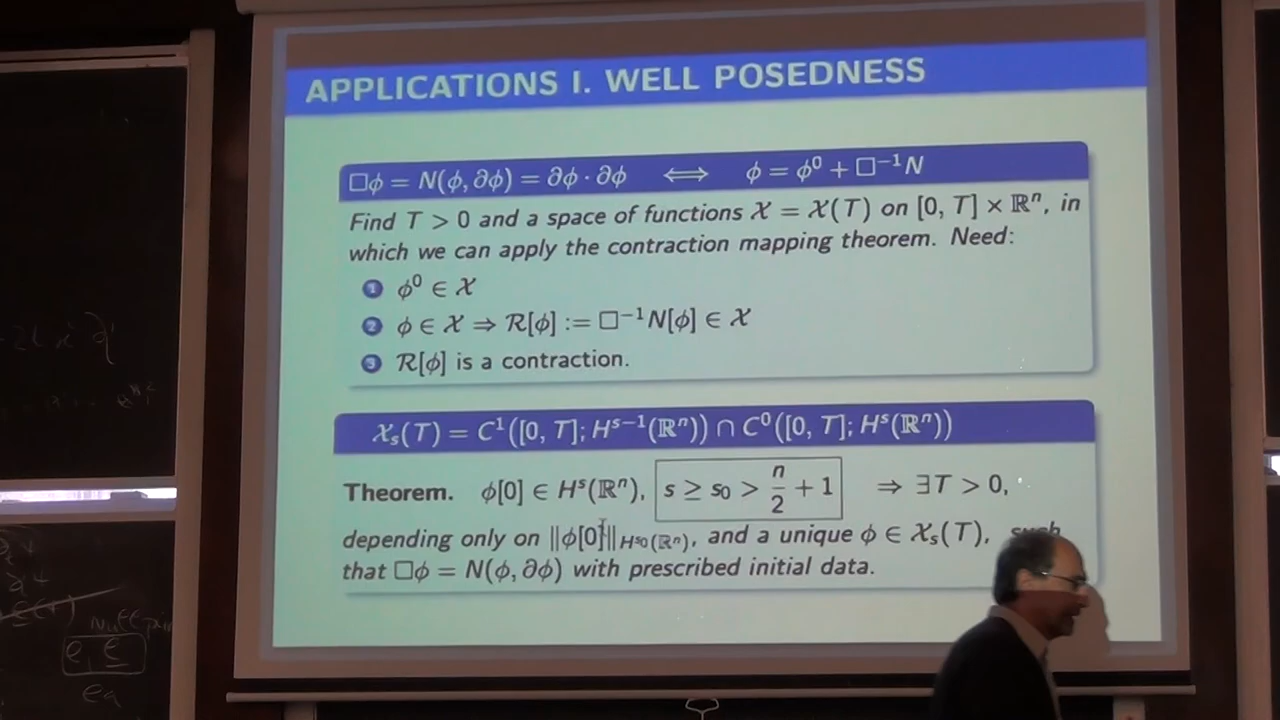 APPLICATIONS I. WELL POSEDNESS
□ϕ = N(ϕ, ∂ϕ) = ∂ϕ · ∂ϕ ⟺ ϕ = ϕ⁰ + □⁻¹N
Find T > 0 and a space of functions 𝒳 = 𝒳(T) on [0, T] × ℝⁿ, in
which we can apply the contraction mapping theorem. Need:
1 ϕ⁰ ∈ 𝒳
2 ϕ ∈ 𝒳 ⇒ ℛ[ϕ] := □⁻¹N[ϕ] ∈ 𝒳
3 ℛ[ϕ] is a contraction.
𝒳ₛ(T) = C¹([0, T]; Hˢ⁻¹(ℝⁿ)) ∩ C⁰([0, T]; Hˢ(ℝⁿ))
Theorem. ϕ[0] ∈ Hˢ(ℝⁿ), s ≥ s₀ > n/2 + 1 ⇒ ∃T > 0,
depending only on ‖ϕ[0]‖_{H^{s₀}(ℝⁿ)}, and a unique ϕ ∈ 𝒳ₛ(T), such
that □ϕ = N(ϕ, ∂ϕ) with prescribed initial data.